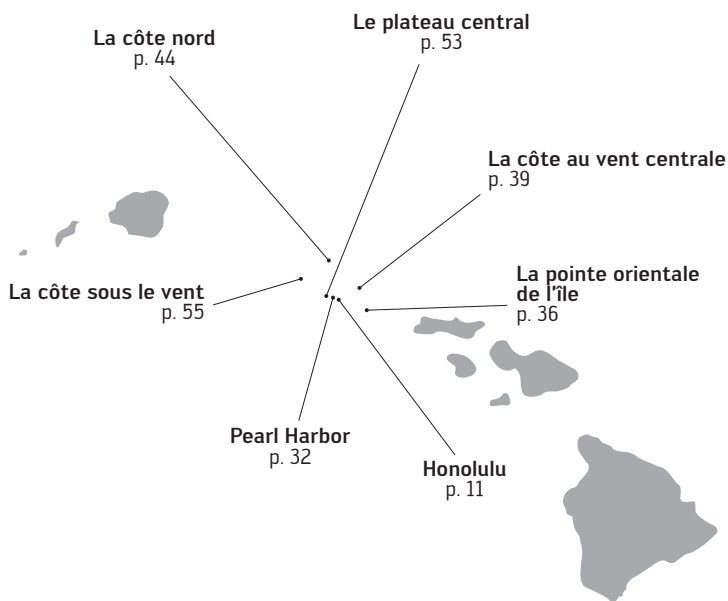 Le plateau central
p. 53
La côte nord
p. 44
La côte au vent centrale
p. 39
La pointe orientale
de l'île
p. 36
La côte sous le vent
p. 55
Pearl Harbor
p. 32
Honolulu
p. 11